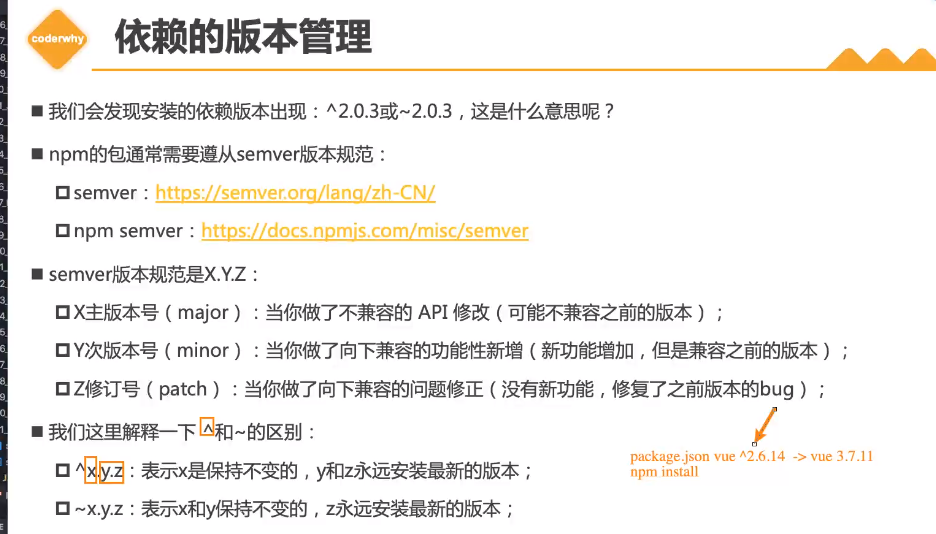 coderwhy
依赖的版本管理
■ 我们会发现安装的依赖版本出现：^2.0.3或~2.0.3，这是什么意思呢？
■ npm的包通常需要遵从semver版本规范：
semver：https://semver.org/lang/zh-CN/
npm semver：https://docs.npmjs.com/misc/semver
■ semver版本规范是X.Y.Z：
X主版本号（major）：当你做了不兼容的 API 修改（可能不兼容之前的版本）；
Y次版本号（minor）：当你做了向下兼容的功能性新增（新功能增加，但是兼容之前的版本）；
Z修订号（patch）：当你做了向下兼容的问题修正（没有新功能，修复了之前版本的bug）；
■ 我们这里解释一下 ^和~的区别：
^x.y.z：表示x是保持不变的，y和z永远安装最新的版本；
~x.y.z：表示x和y保持不变的，z永远安装最新的版本；
package.json vue ^2.6.14 -> vue 3.7.11
npm install